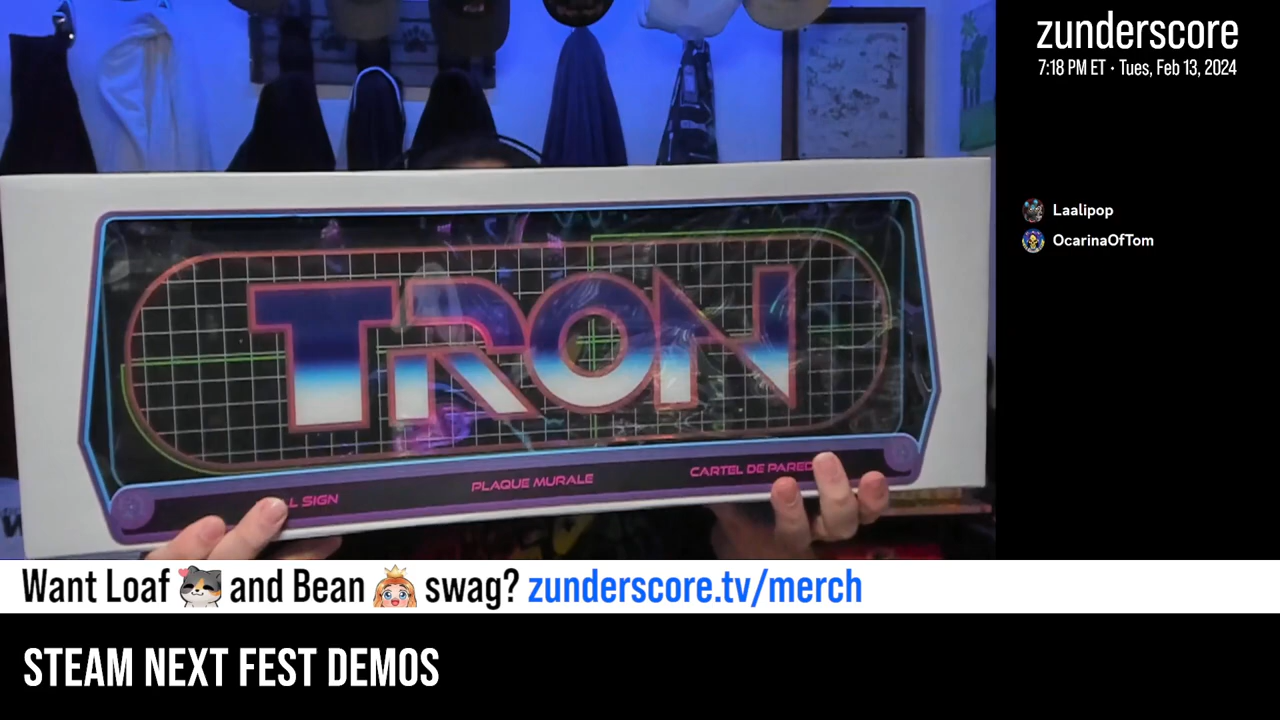 zunderscore
7:18 PM ET · Tues, Feb 13, 2024
Laalipop
OcarinaOfTom
TRON
SIGN
PLAQUE MURALE
CARTEL DE PARED
Want Loaf and Bean swag? zunderscore.tv/merch
STEAM NEXT FEST DEMOS